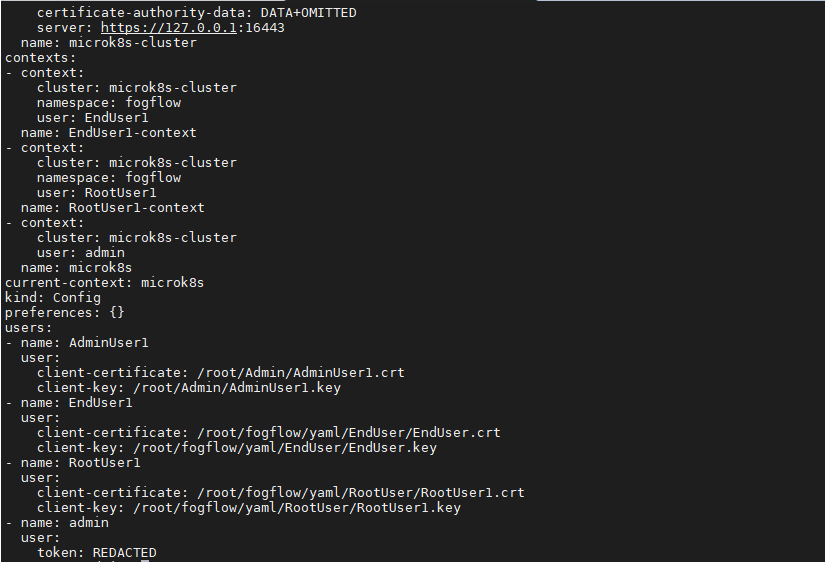 certificate-authority-data: DATA+OMITTED
    server: https://127.0.0.1:16443
  name: microk8s-cluster
contexts:
- context:
    cluster: microk8s-cluster
    namespace: fogflow
    user: EndUser1
  name: EndUser1-context
- context:
    cluster: microk8s-cluster
    namespace: fogflow
    user: RootUser1
  name: RootUser1-context
- context:
    cluster: microk8s-cluster
    user: admin
  name: microk8s
current-context: microk8s
kind: Config
preferences: {}
users:
- name: AdminUser1
  user:
    client-certificate: /root/Admin/AdminUser1.crt
    client-key: /root/Admin/AdminUser1.key
- name: EndUser1
  user:
    client-certificate: /root/fogflow/yaml/EndUser/EndUser.crt
    client-key: /root/fogflow/yaml/EndUser/EndUser.key
- name: RootUser1
  user:
    client-certificate: /root/fogflow/yaml/RootUser/RootUser1.crt
    client-key: /root/fogflow/yaml/RootUser/RootUser1.key
- name: admin
  user:
    token: REDACTED